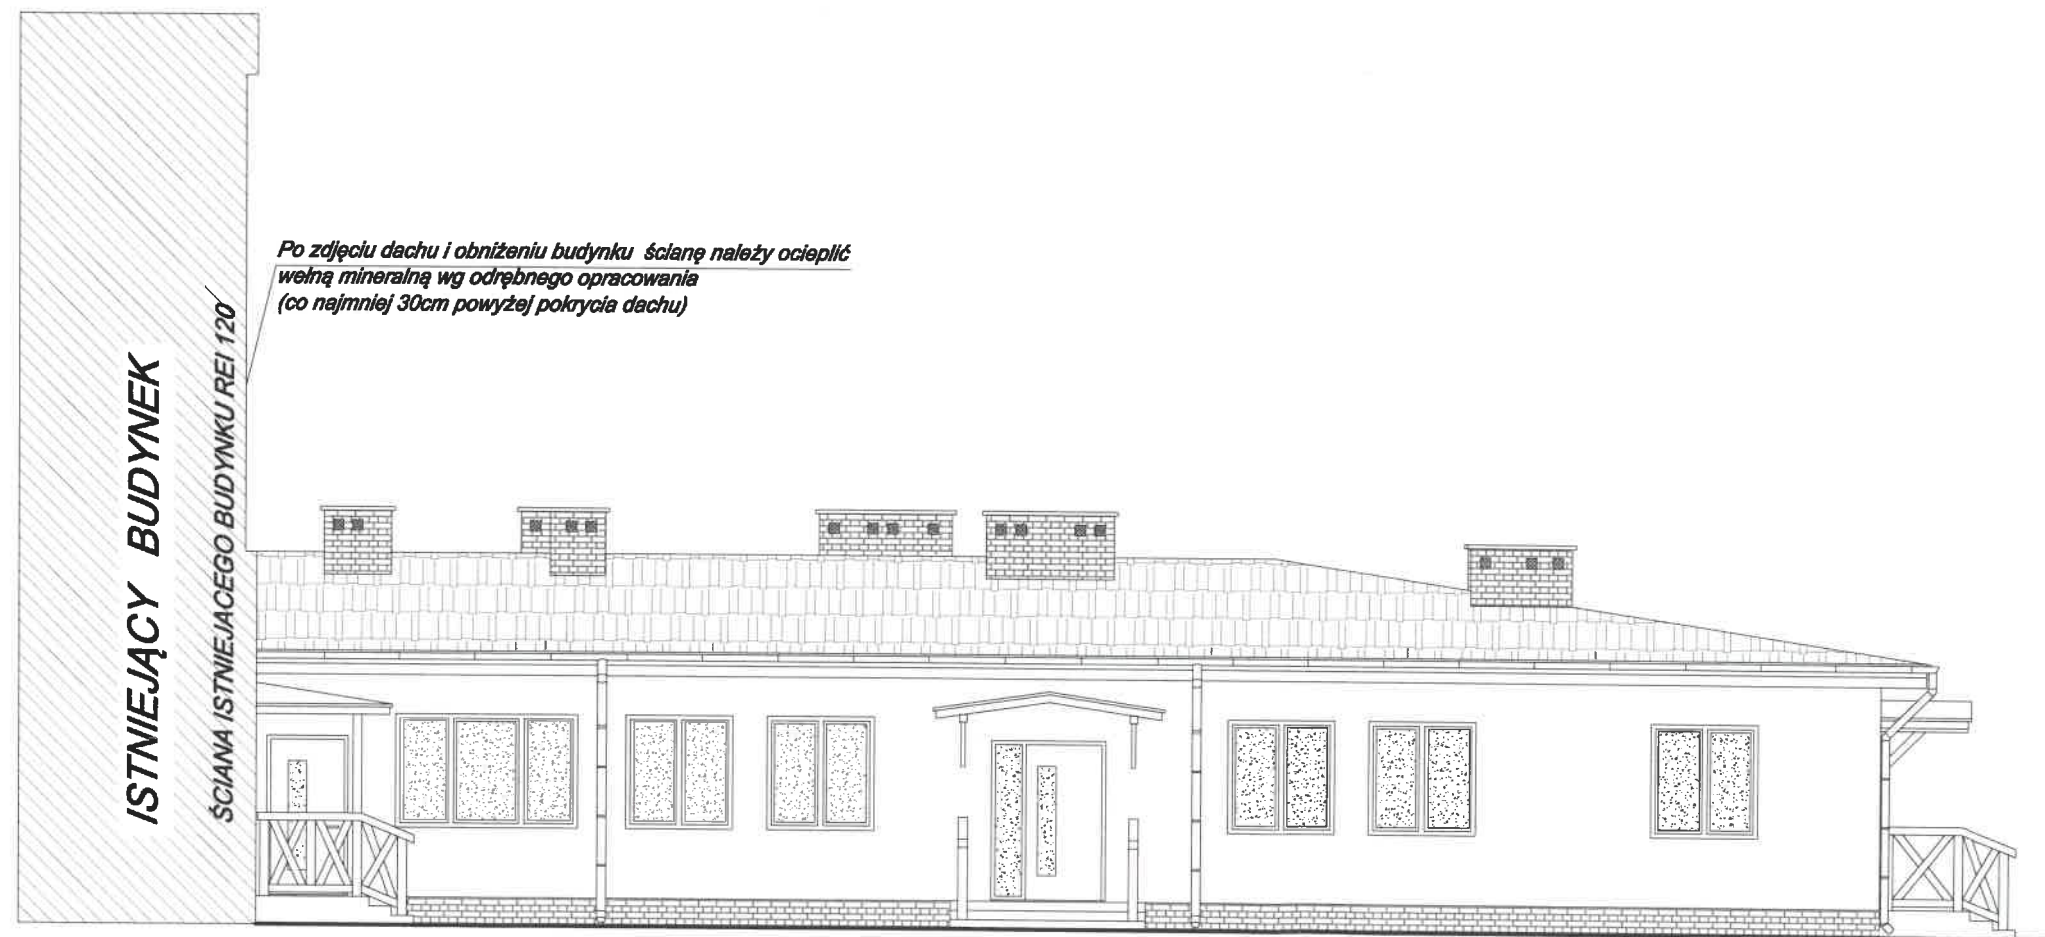 Po zdjęciu dachu i obniżeniu budynku ścianę należy ocieplić
wełną mineralną wg odrębnego opracowania
(co najmniej 30cm powyżej pokrycia dachu)
ISTNIEJĄCY BUDYNEK
ŚCIANA ISTNIEJACEGO BUDYNKU REI 120